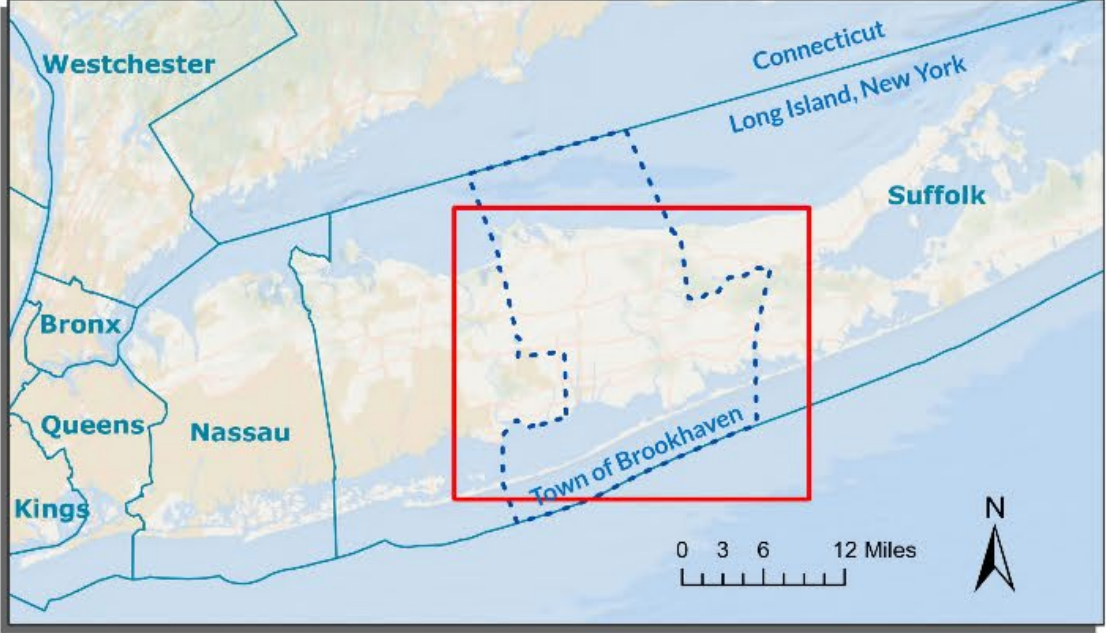 Westchester
Connecticut
Long Island, New York
Suffolk
Bronx
Queens
Nassau
Kings
Town of Brookhaven
N
0 3 6 12 Miles